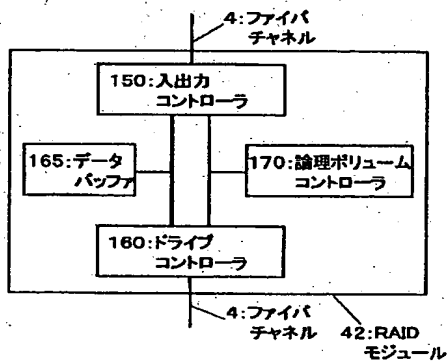 4:ファイバ
チャネル
150:入出力
コントローラ
165:データ
バッファ
170:論理ボリューム
コントローラ
160:ドライブ
コントローラ
4:ファイバ
チャネル
42:RAID
モジュール